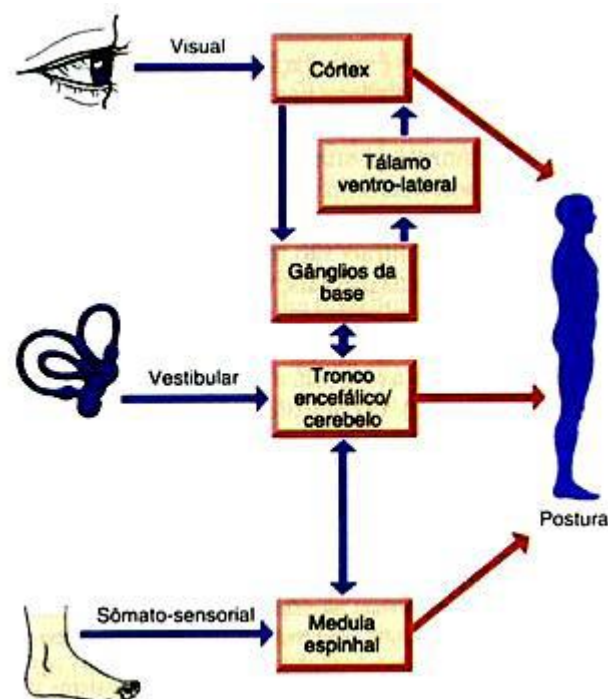 Visual
Córtex
Tálamo
ventro-lateral
Gânglios da
base
Vestibular
Tronco
encefálico/
cerebelo
Postura
Sômato-sensorial
Medula
espinhal